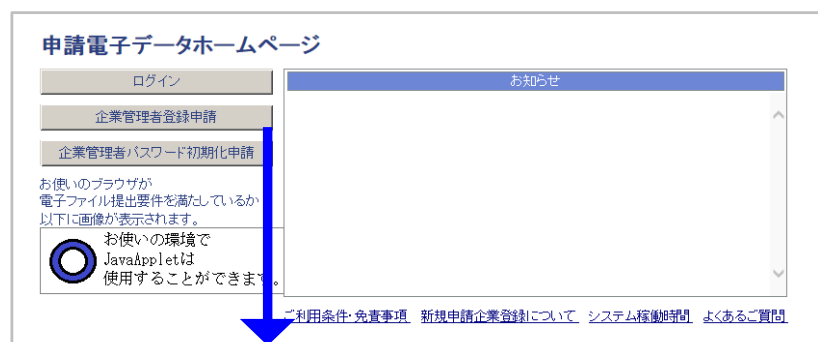 申請電子データホームページ
ログイン
企業管理者登録申請
企業管理者パスワード初期化申請
お使いのブラウザが
電子ファイル提出要件を満たしているか
以下に画像が表示されます。
お使いの環境で
JavaAppletは
使用することができます。
お知らせ
ご利用条件・免責事項 新規申請企業登録について システム稼働時間 よくあるご質問